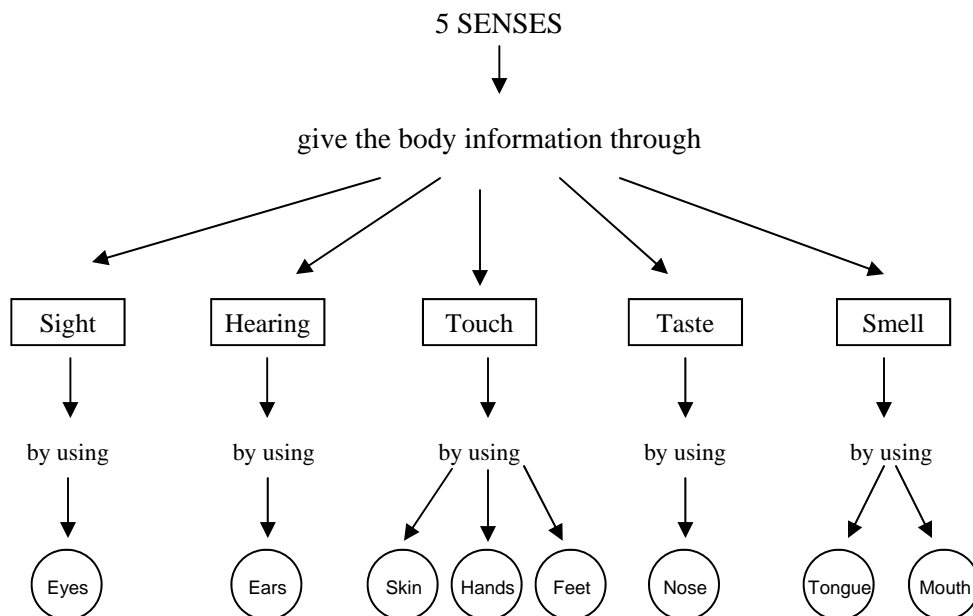 5 SENSES
give the body information through
Sight Hearing Touch Taste Smell
by using by using by using by using by using
Eyes Ears Skin Hands Feet Nose Tongue Mouth